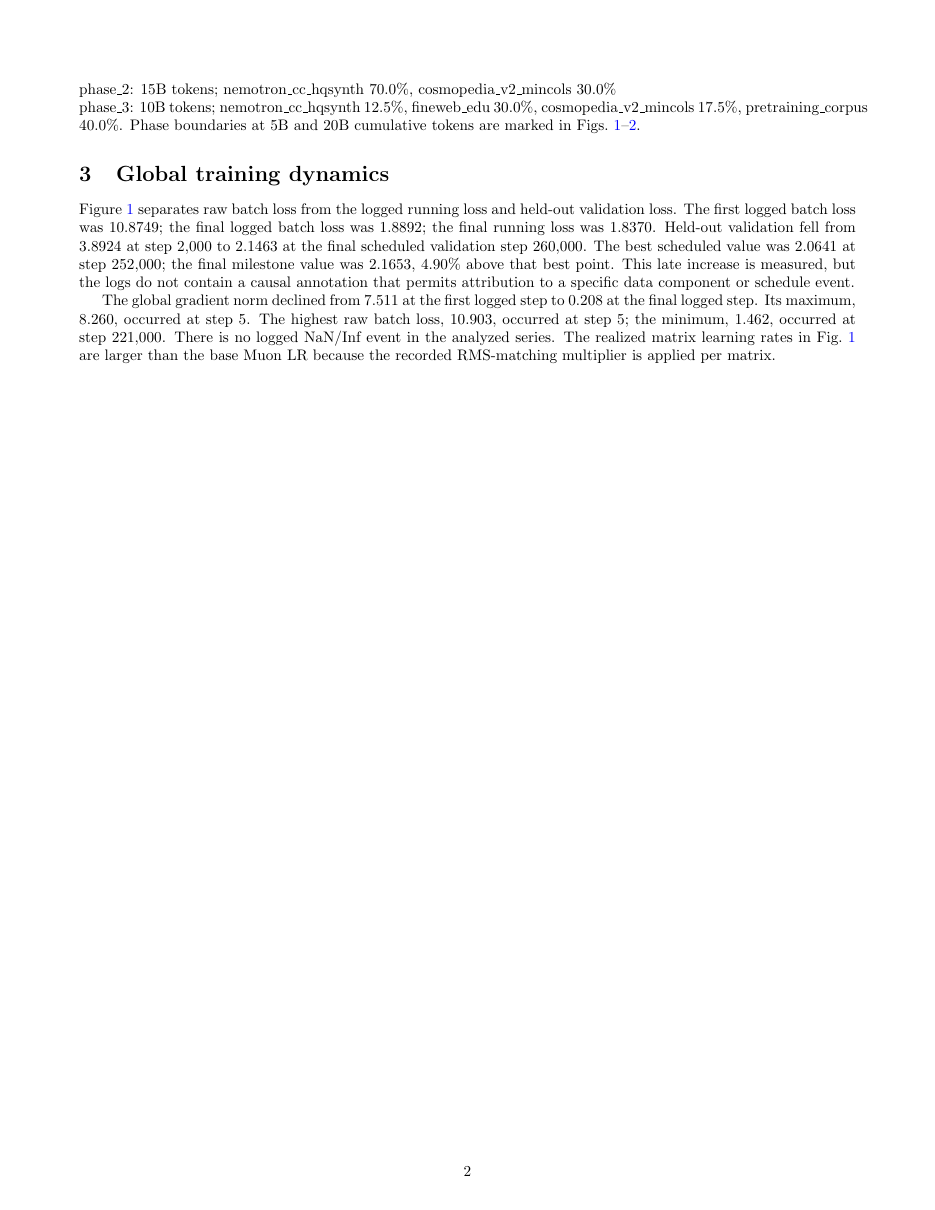 phase_2: 15B tokens; nemotron_cc_hqsynth 70.0%, cosmopedia_v2_mincols 30.0%
phase_3: 10B tokens; nemotron_cc_hqsynth 12.5%, fineweb_edu 30.0%, cosmopedia_v2_mincols 17.5%, pretraining_corpus
40.0%. Phase boundaries at 5B and 20B cumulative tokens are marked in Figs. 1–2.
3 Global training dynamics
Figure 1 separates raw batch loss from the logged running loss and held-out validation loss. The first logged batch loss
was 10.8749; the final logged batch loss was 1.8892; the final running loss was 1.8370. Held-out validation fell from
3.8924 at step 2,000 to 2.1463 at the final scheduled validation step 260,000. The best scheduled value was 2.0641 at
step 252,000; the final milestone value was 2.1653, 4.90% above that best point. This late increase is measured, but
the logs do not contain a causal annotation that permits attribution to a specific data component or schedule event.
The global gradient norm declined from 7.511 at the first logged step to 0.208 at the final logged step. Its maximum,
8.260, occurred at step 5. The highest raw batch loss, 10.903, occurred at step 5; the minimum, 1.462, occurred at
step 221,000. There is no logged NaN/Inf event in the analyzed series. The realized matrix learning rates in Fig. 1
are larger than the base Muon LR because the recorded RMS-matching multiplier is applied per matrix.
2